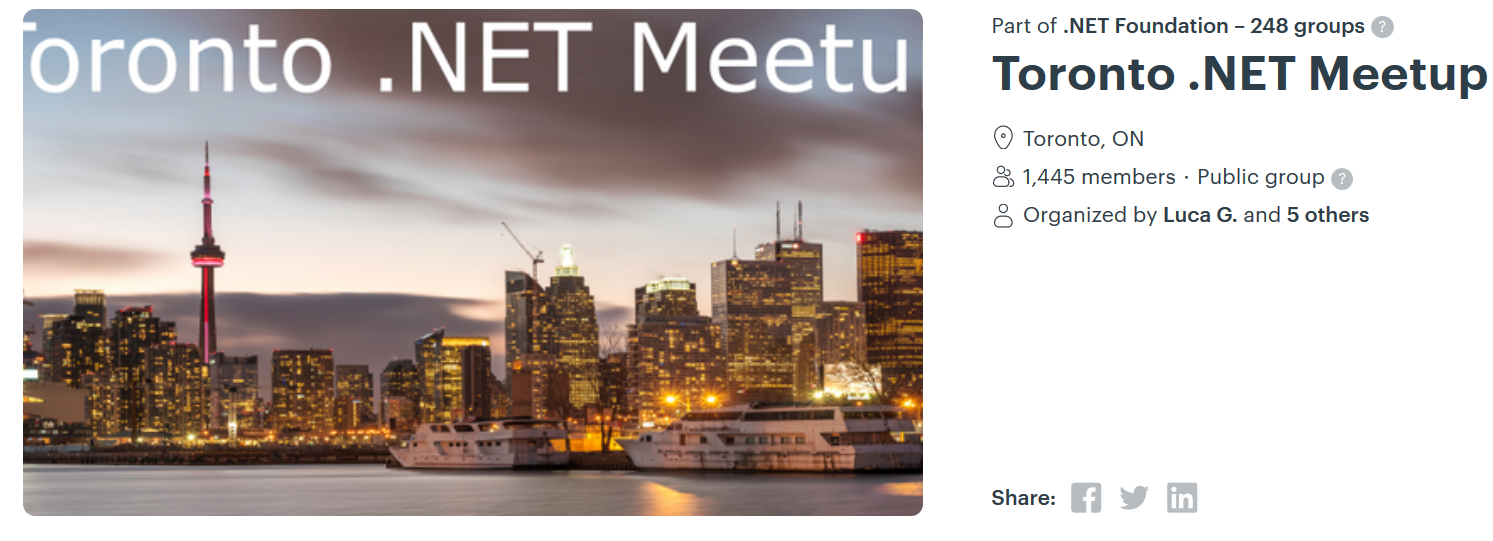 Toronto .NET Meetu
Part of .NET Foundation – 248 groups ?
Toronto .NET Meetup
Toronto, ON
1,445 members · Public group ?
Organized by Luca G. and 5 others
Share: